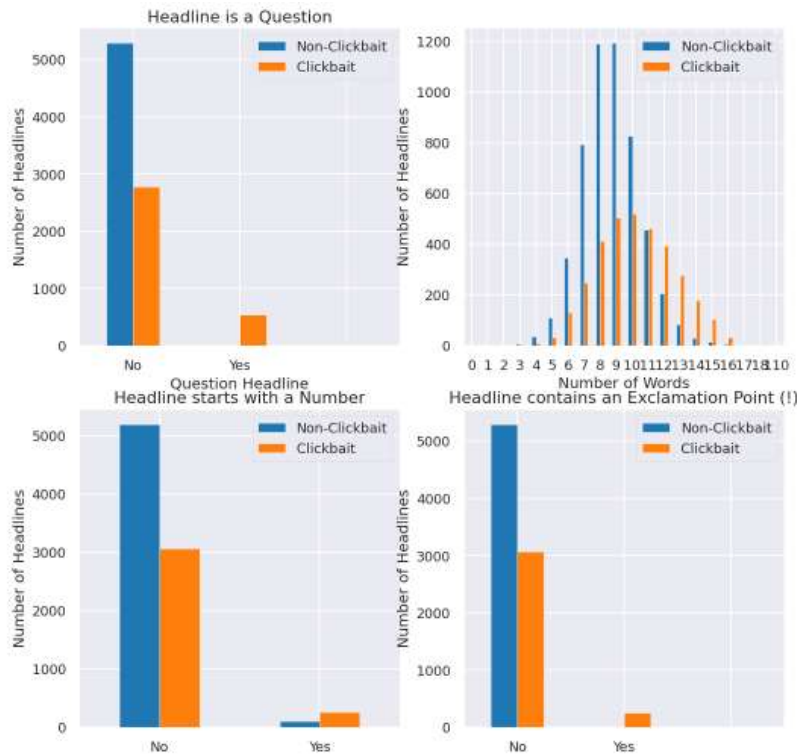 Headline is a Question
Non-Clickbait
Clickbait
5000
4000
3000
2000
1000
0
Number of Headlines
No Yes
Question Headline
Non-Clickbait
Clickbait
1200
1000
800
600
400
200
0
Number of Headlines
0 1 2 3 4 5 6 7 8 9 10 11 12 13 14 15 16 17 18 110
Number of Words
Headline starts with a Number
Non-Clickbait
Clickbait
5000
4000
3000
2000
1000
0
Number of Headlines
No Yes
Headline contains an Exclamation Point (!)
Non-Clickbait
Clickbait
5000
4000
3000
2000
1000
0
Number of Headlines
No Yes